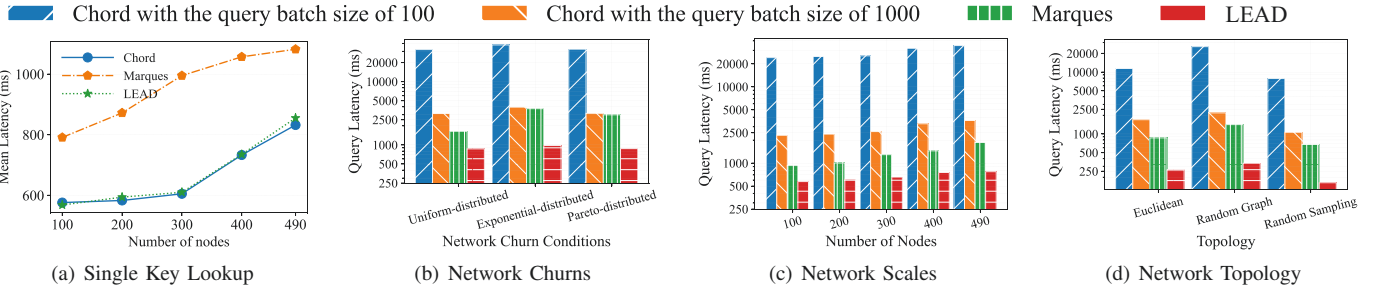 Chord with the query batch size of 100 Chord with the query batch size of 1000 Marques LEAD
Mean Latency (ms)
1000
800
600
Chord
Marques
LEAD
100 200 300 400 490
Number of nodes
(a) Single Key Lookup
Query Latency (ms)
20000
10000
5000
2500
1000
500
250
Uniform-distributed
Exponential-distributed
Pareto-distributed
Network Churn Conditions
(b) Network Churns
Query Latency (ms)
20000
10000
5000
2500
1000
500
250
100 200 300 400 490
Number of Nodes
(c) Network Scales
Query Latency (ms)
20000
10000
5000
2500
1000
500
250
Euclidean
Random Graph
Random Sampling
Topology
(d) Network Topology